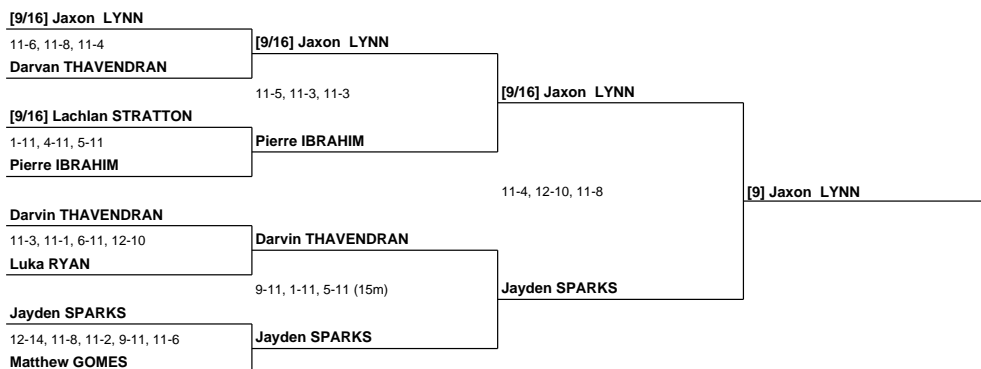 [9/16] Jaxon  LYNN
11-6, 11-8, 11-4
Darvan THAVENDRAN
[9/16] Jaxon  LYNN
11-5, 11-3, 11-3
[9/16] Lachlan STRATTON
1-11, 4-11, 5-11
Pierre IBRAHIM
Pierre IBRAHIM
[9/16] Jaxon  LYNN
11-4, 12-10, 11-8
[9] Jaxon  LYNN
Darvin THAVENDRAN
11-3, 11-1, 6-11, 12-10
Luka RYAN
Darvin THAVENDRAN
9-11, 1-11, 5-11 (15m)
Jayden SPARKS
Jayden SPARKS
12-14, 11-8, 11-2, 9-11, 11-6
Matthew GOMES
Jayden SPARKS